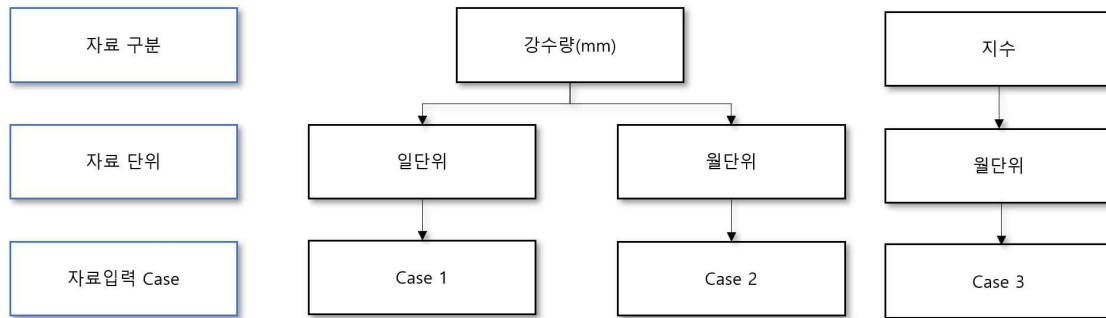 자료 구분
강수량(mm)
지수
자료 단위
일단위
월단위
월단위
자료입력 Case
Case 1
Case 2
Case 3